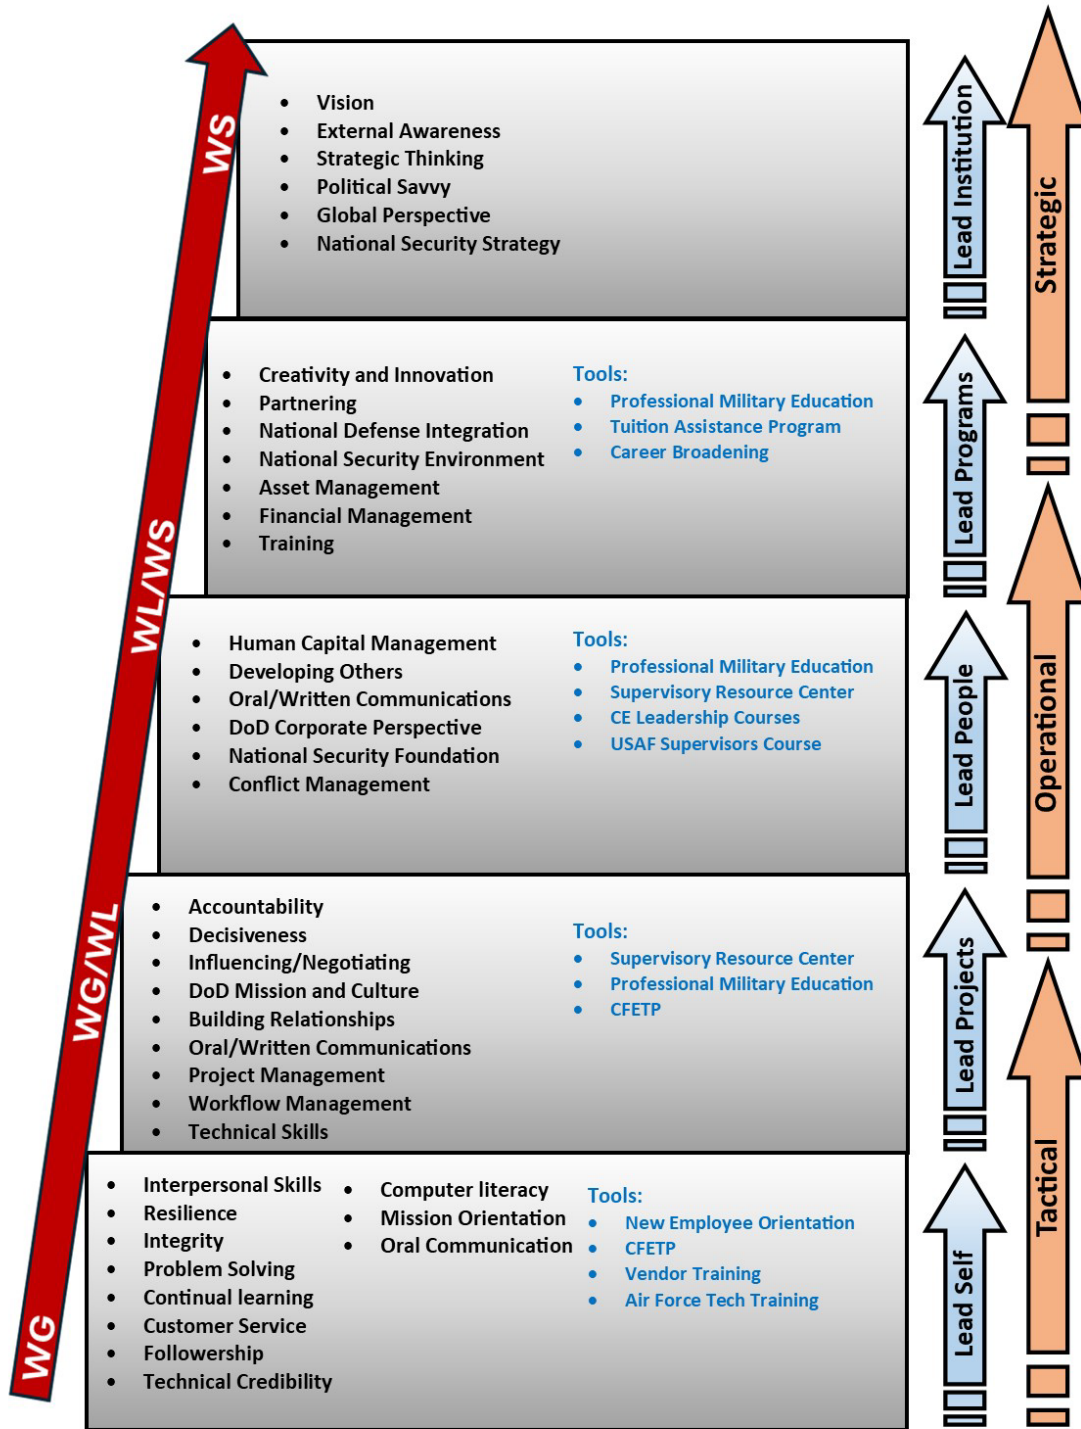 WS
• Vision
• External Awareness
• Strategic Thinking
• Political Savvy
• Global Perspective
• National Security Strategy
Lead Institution
Strategic
WL/WS
• Creativity and Innovation
• Partnering
• National Defense Integration
• National Security Environment
• Asset Management
• Financial Management
• Training
Tools:
• Professional Military Education
• Tuition Assistance Program
• Career Broadening
Lead Programs
• Human Capital Management
• Developing Others
• Oral/Written Communications
• DoD Corporate Perspective
• National Security Foundation
• Conflict Management
Tools:
• Professional Military Education
• Supervisory Resource Center
• CE Leadership Courses
• USAF Supervisors Course
Lead People
Operational
WG/WL
• Accountability
• Decisiveness
• Influencing/Negotiating
• DoD Mission and Culture
• Building Relationships
• Oral/Written Communications
• Project Management
• Workflow Management
• Technical Skills
Tools:
• Supervisory Resource Center
• Professional Military Education
• CFETP
Lead Projects
Tactical
WG
• Interpersonal Skills
• Resilience
• Integrity
• Problem Solving
• Continual learning
• Customer Service
• Followership
• Technical Credibility
• Computer literacy
• Mission Orientation
• Oral Communication
Tools:
• New Employee Orientation
• CFETP
• Vendor Training
• Air Force Tech Training
Lead Self